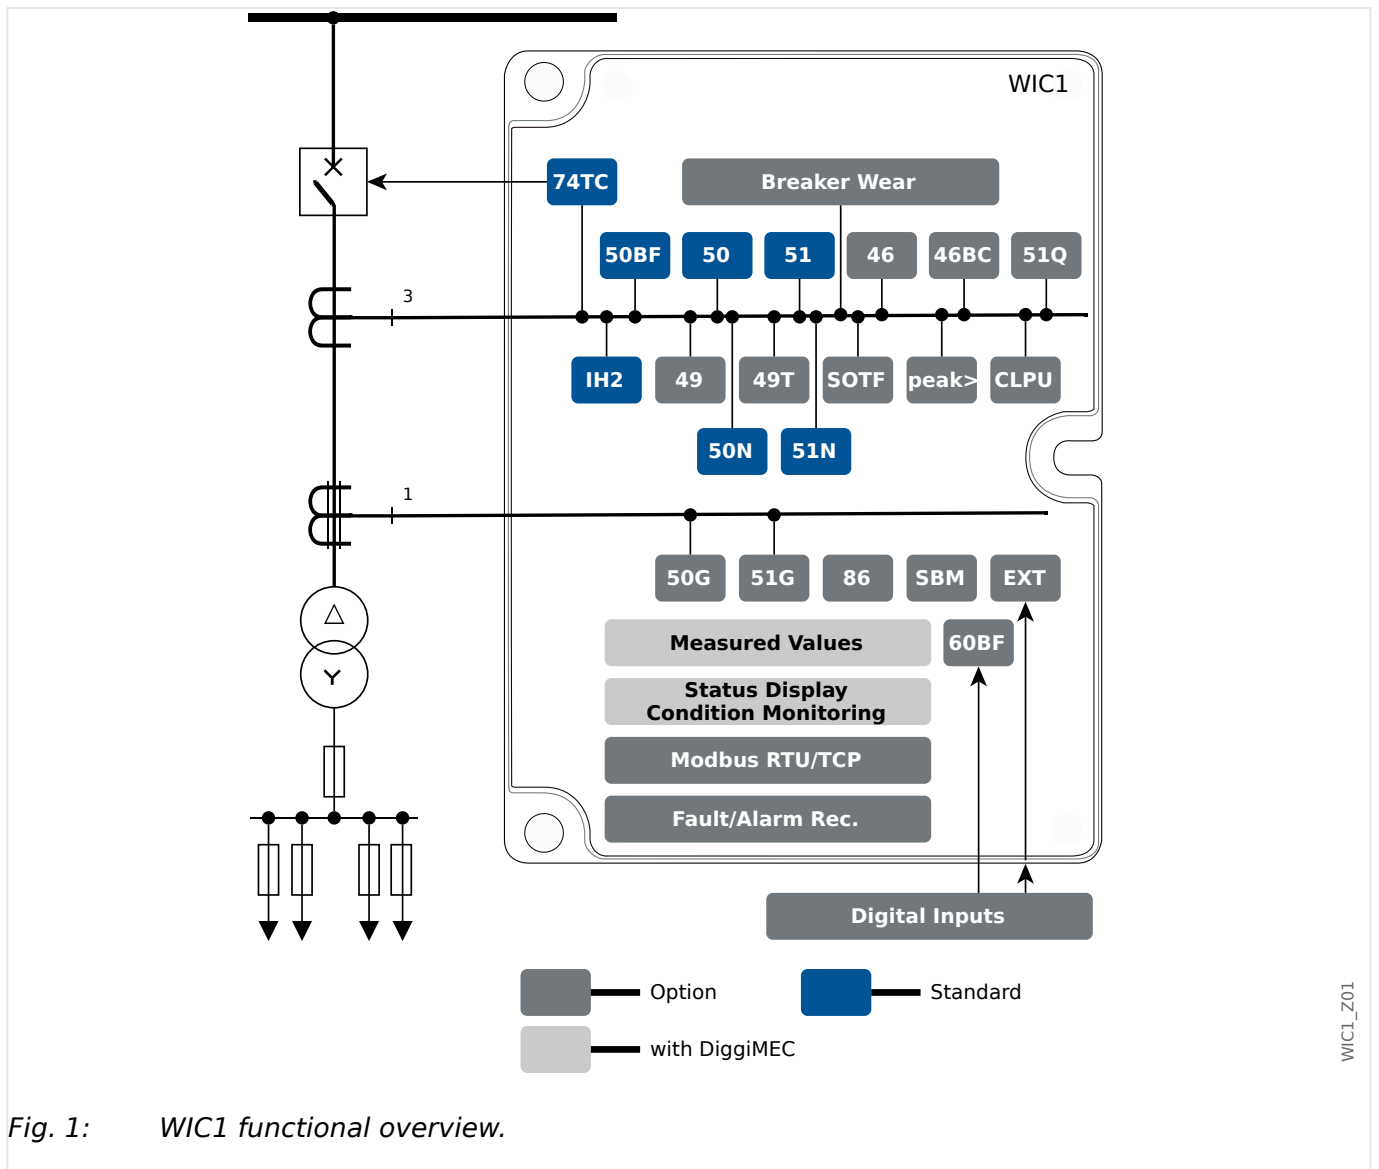 WIC1
74TC
Breaker Wear
50BF
50
51
46
46BC
51Q
3
IH2
49
49T
SOTF
peak>
CLPU
50N
51N
1
50G
51G
86
SBM
EXT
Measured Values
60BF
Status Display
Condition Monitoring
Modbus RTU/TCP
Fault/Alarm Rec.
Digital Inputs
Option
Standard
with DiggiMEC
WIC1_Z01
Fig. 1: WIC1 functional overview.